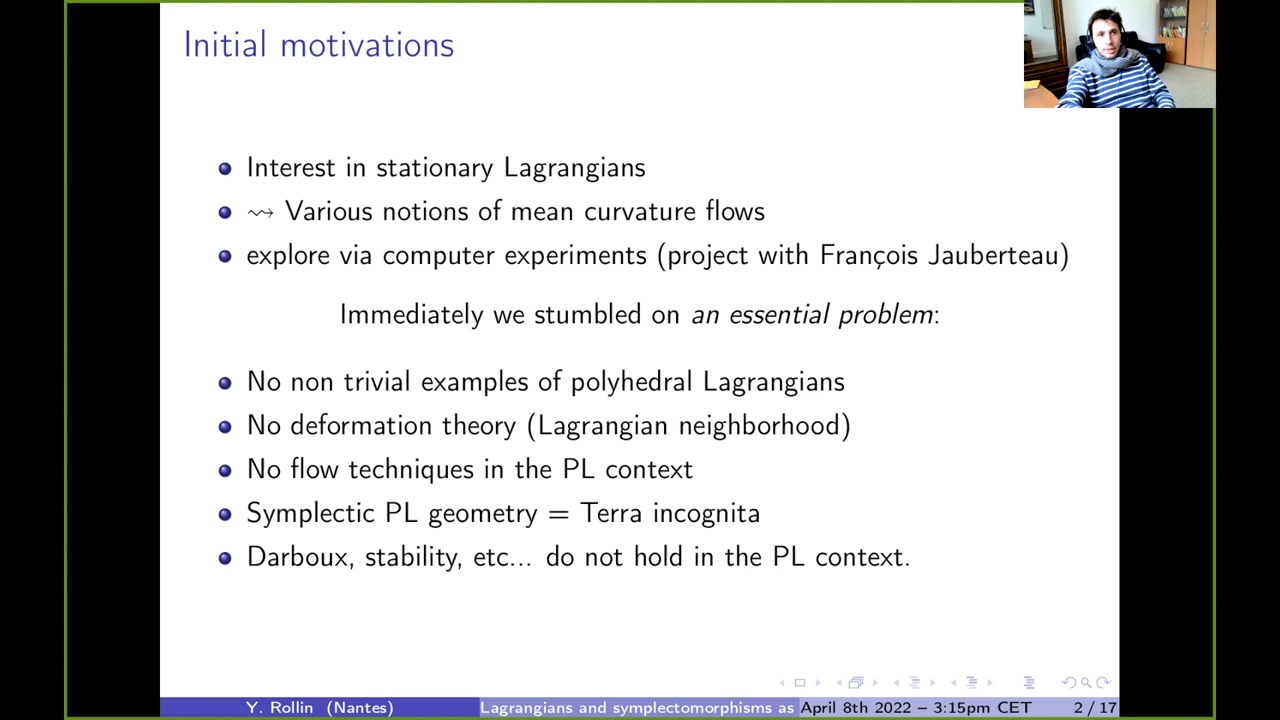 Initial motivations
Interest in stationary Lagrangians
⇝ Various notions of mean curvature flows
explore via computer experiments (project with François Jauberteau)
Immediately we stumbled on an essential problem:
No non trivial examples of polyhedral Lagrangians
No deformation theory (Lagrangian neighborhood)
No flow techniques in the PL context
Symplectic PL geometry = Terra incognita
Darboux, stability, etc... do not hold in the PL context.
Y. Rollin (Nantes) Lagrangians and symplectomorphisms as April 8th 2022 – 3:15pm CET 2 / 17